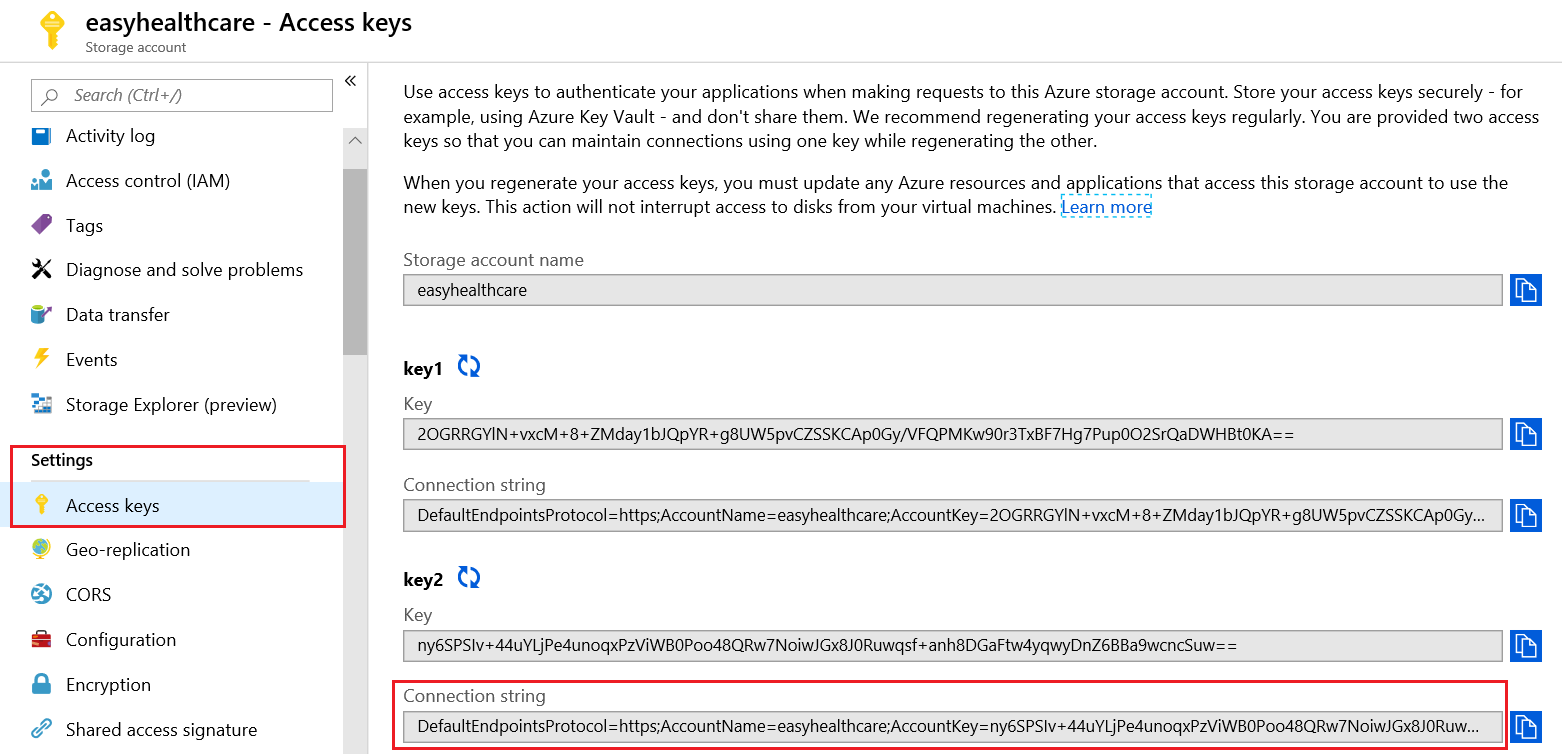 easyhealthcare - Access keys
Storage account
Search (Ctrl+/)
«
Activity log
Access control (IAM)
Tags
Diagnose and solve problems
Data transfer
Events
Storage Explorer (preview)
Settings
Access keys
Geo-replication
CORS
Configuration
Encryption
Shared access signature
Use access keys to authenticate your applications when making requests to this Azure storage account. Store your access keys securely - for
example, using Azure Key Vault - and don't share them. We recommend regenerating your access keys regularly. You are provided two access
keys so that you can maintain connections using one key while regenerating the other.
When you regenerate your access keys, you must update any Azure resources and applications that access this storage account to use the
new keys. This action will not interrupt access to disks from your virtual machines. Learn more
Storage account name
easyhealthcare
key1
Key
2OGRRGYlN+vxcM+8+ZMday1bJQpYR+g8UW5pvCZSSKCAp0Gy/VFQPMKw90r3TxBF7Hg7Pup0O2SrQaDWHBt0KA==
Connection string
DefaultEndpointsProtocol=https;AccountName=easyhealthcare;AccountKey=2OGRRGYlN+vxcM+8+ZMday1bJQpYR+g8UW5pvCZSSKCAp0Gy...
key2
Key
ny6SPSIv+44uYLjPe4unoqxPzViWB0Poo48QRw7NoiwJGx8J0Ruwqsf+anh8DGaFtw4yqwyDnZ6BBa9wcncSuw==
Connection string
DefaultEndpointsProtocol=https;AccountName=easyhealthcare;AccountKey=ny6SPSIv+44uYLjPe4unoqxPzViWB0Poo48QRw7NoiwJGx8J0Ruw...